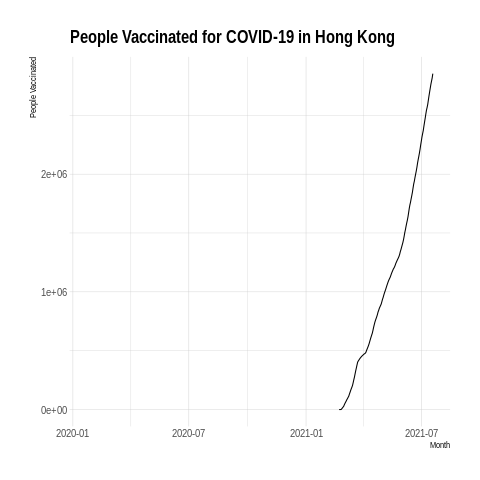 People Vaccinated for COVID-19 in Hong Kong
People Vaccinated
2e+06
1e+06
0e+00
2020-01 2020-07 2021-01 2021-07
Month